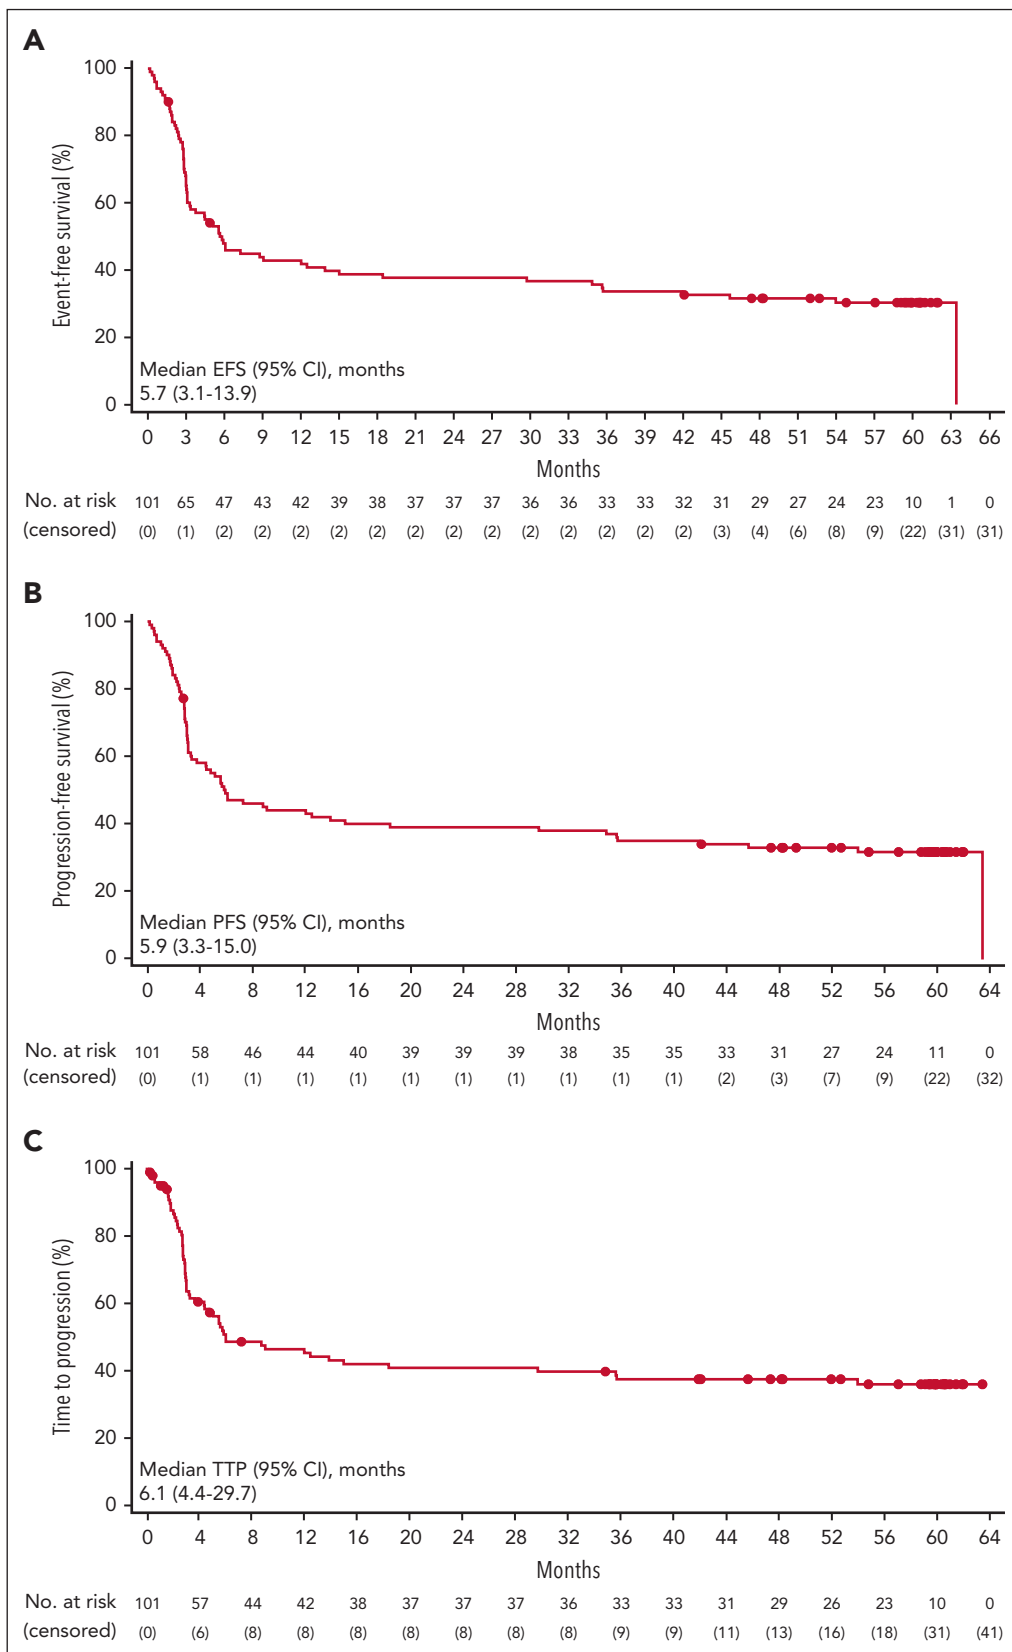 A
100
80
60
40
20
0
Event-free survival (%)
Median EFS (95% CI), months
5.7 (3.1-13.9)
0 3 6 9 12 15 18 21 24 27 30 33 36 39 42 45 48 51 54 57 60 63 66
Months
No. at risk 101 65 47 43 42 39 38 37 37 37 36 36 33 33 32 31 29 27 24 23 10 1 0
(censored) (0) (1) (2) (2) (2) (2) (2) (2) (2) (2) (2) (2) (2) (2) (2) (3) (4) (6) (8) (9) (22) (31) (31)
B
100
80
60
40
20
0
Progression-free survival (%)
Median PFS (95% CI), months
5.9 (3.3-15.0)
0 4 8 12 16 20 24 28 32 36 40 44 48 52 56 60 64
Months
No. at risk 101 58 46 44 40 39 39 39 38 35 35 33 31 27 24 11 0
(censored) (0) (1) (1) (1) (1) (1) (1) (1) (1) (1) (1) (2) (3) (7) (9) (22) (32)
C
100
80
60
40
20
0
Time to progression (%)
Median TTP (95% CI), months
6.1 (4.4-29.7)
0 4 8 12 16 20 24 28 32 36 40 44 48 52 56 60 64
Months
No. at risk 101 57 44 42 38 37 37 37 36 33 33 31 29 26 23 10 0
(censored) (0) (6) (8) (8) (8) (8) (8) (8) (8) (9) (9) (11) (13) (16) (18) (31) (41)